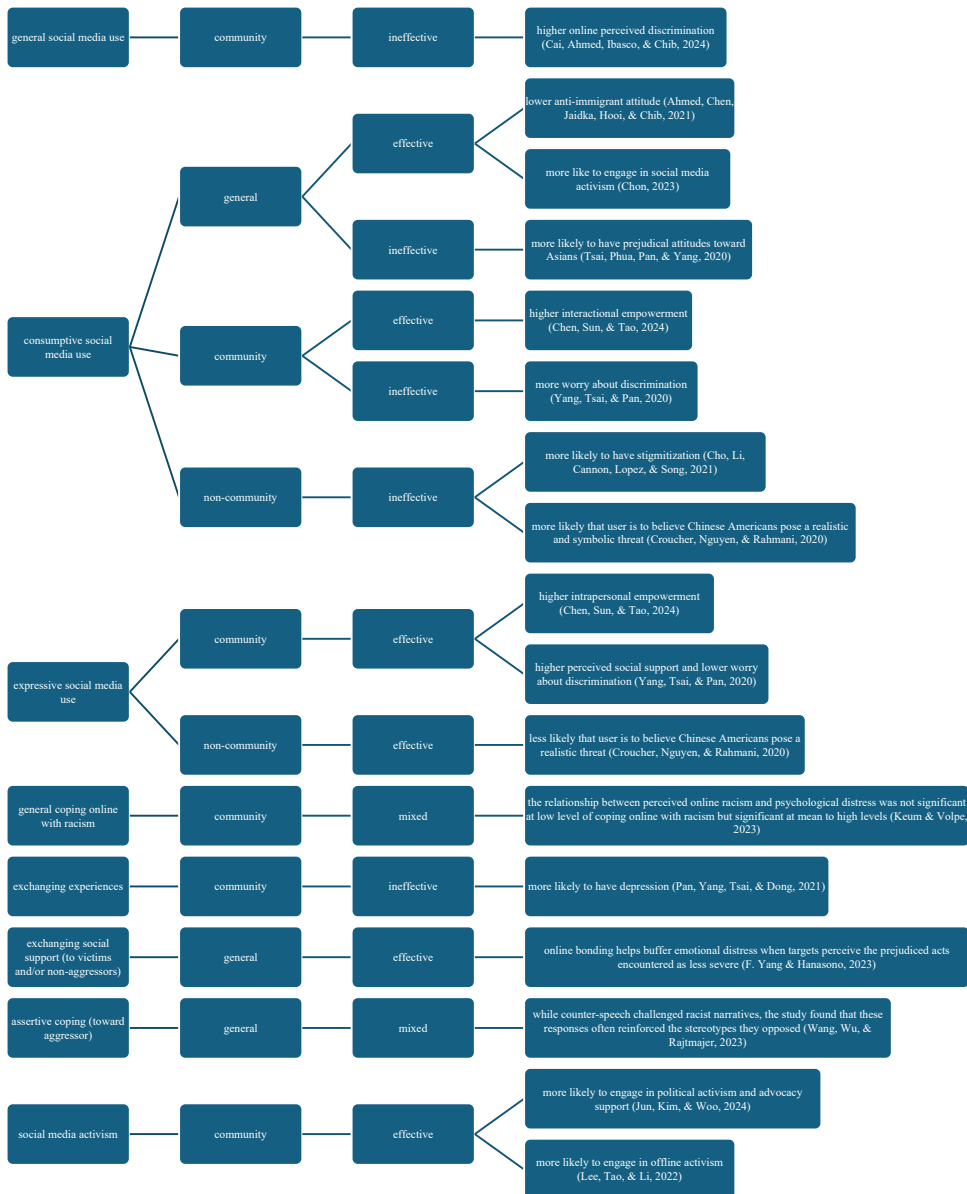 general social media use
community
ineffective
higher online perceived discrimination
(Cai, Ahmed, Ibasco, & Chib, 2024)
consumptive social
media use
general
effective
lower anti-immigrant attitude (Ahmed, Chen,
Jaidka, Hooi, & Chib, 2021)
more like to engage in social media
activism (Chon, 2023)
ineffective
more likely to have prejudical attitudes toward
Asians (Tsai, Phua, Pan, & Yang, 2020)
community
effective
higher interactional empowerment
(Chen, Sun, & Tao, 2024)
ineffective
more worry about discrimination
(Yang, Tsai, & Pan, 2020)
non-community
ineffective
more likely to have stigmitization (Cho, Li,
Cannon, Lopez, & Song, 2021)
more likely that user is to believe Chinese Americans pose a realistic
and symbolic threat (Croucher, Nguyen, & Rahmani, 2020)
expressive social media
use
community
effective
higher intrapersonal empowerment
(Chen, Sun, & Tao, 2024)
higher perceived social support and lower worry
about discrimination (Yang, Tsai, & Pan, 2020)
non-community
effective
less likely that user is to believe Chinese Americans pose a
realistic threat (Croucher, Nguyen, & Rahmani, 2020)
general coping online
with racism
community
mixed
the relationship between perceived online racism and psychological distress was not significant
at low level of coping online with racism but significant at mean to high levels (Keum & Volpe,
2023)
exchanging experiences
community
ineffective
more likely to have depression (Pan, Yang, Tsai, & Dong, 2021)
exchanging social
support (to victims
and/or non-aggressors)
general
effective
online bonding helps buffer emotional distress when targets perceive the prejudiced acts
encountered as less severe (F. Yang & Hanasono, 2023)
assertive coping (toward
aggressor)
general
mixed
while counter-speech challenged racist narratives, the study found that these
responses often reinforced the stereotypes they opposed (Wang, Wu, &
Rajtmajer, 2023)
social media activism
community
effective
more likely to engage in political activism and advocacy
support (Jun, Kim, & Woo, 2024)
more likely to engage in offline activism
(Lee, Tao, & Li, 2022)